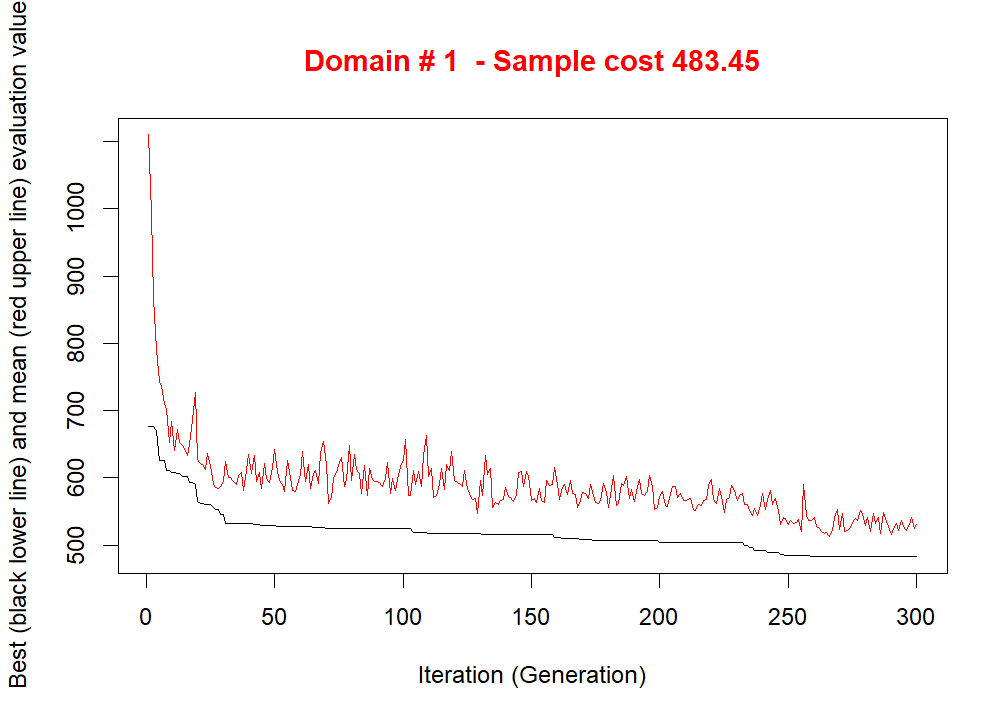 Domain # 1  - Sample cost 483.45
Best (black lower line) and mean (red upper line) evaluation value
1000
900
800
700
600
500
0 50 100 150 200 250 300
Iteration (Generation)